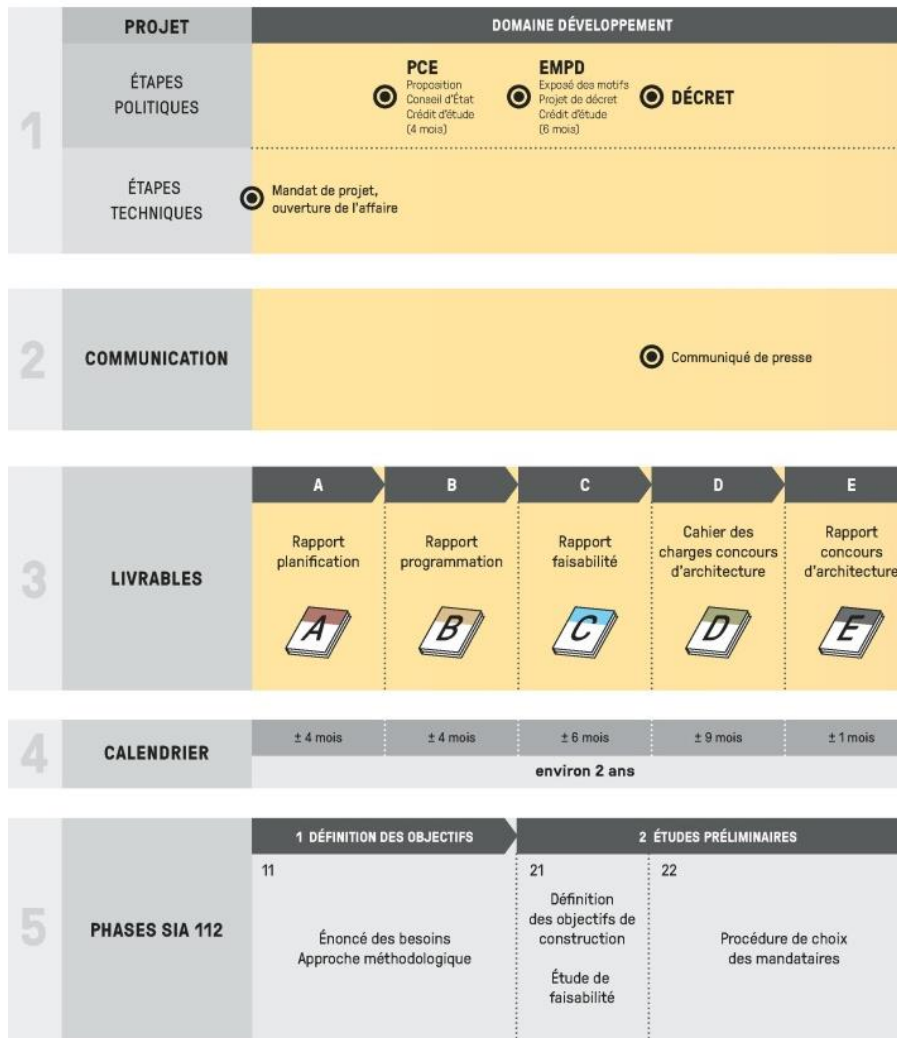 PROJET
DOMAINE DÉVELOPPEMENT
1
ÉTAPES
POLITIQUES
PCE
Proposition
Conseil d'État
Crédit d'étude
(4 mois)
EMPD
Exposé des motifs
Projet de décret
Crédit d'étude
(6 mois)
DÉCRET
ÉTAPES
TECHNIQUES
Mandat de projet,
ouverture de l'affaire
2
COMMUNICATION
Communiqué de presse
3
LIVRABLES
A
B
C
D
E
Rapport
planification
Rapport
programmation
Rapport
faisabilité
Cahier des
charges concours
d'architecture
Rapport
concours
d'architecture
A
B
C
D
E
4
CALENDRIER
± 4 mois
± 4 mois
± 6 mois
± 9 mois
± 1 mois
environ 2 ans
5
PHASES SIA 112
1 DÉFINITION DES OBJECTIFS
2 ÉTUDES PRÉLIMINAIRES
11
Énoncé des besoins
Approche méthodologique
21
Définition
des objectifs de
construction
Étude de
faisabilité
22
Procédure de choix
des mandataires